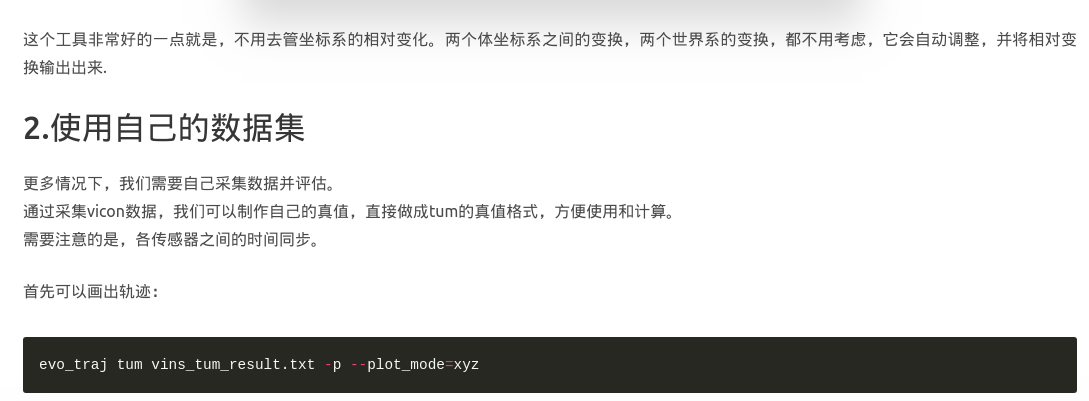 这个工具非常好的一点就是，不用去管坐标系的相对变化。两个体坐标系之间的变换，两个世界系的变换，都不用考虑，它会自动调整，并将相对变
换输出出来.
2.使用自己的数据集
更多情况下，我们需要自己采集数据并评估。
通过采集vicon数据，我们可以制作自己的真值，直接做成tum的真值格式，方便使用和计算。
需要注意的是，各传感器之间的时间同步。
首先可以画出轨迹：
evo_traj tum vins_tum_result.txt -p --plot_mode=xyz